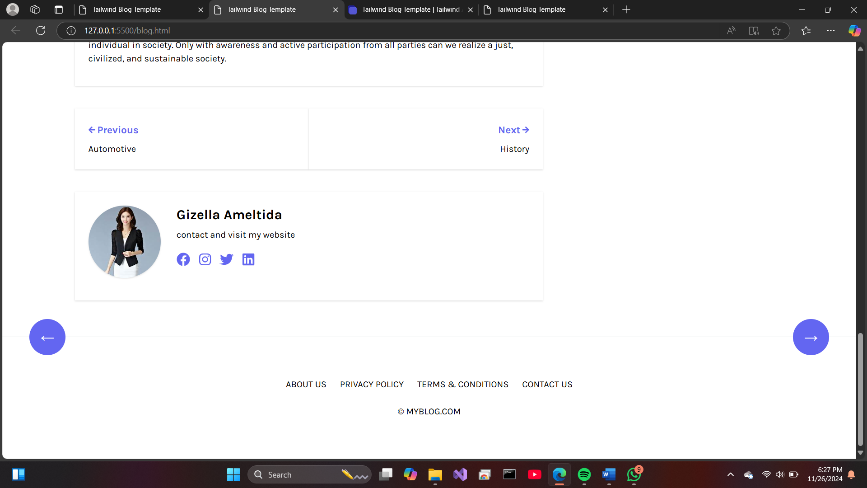 Tailwind Blog Template
Tailwind Blog Template
Tailwind Blog Template | Tailwind
Tailwind Blog Template
127.0.0.1:5500/blog.html
individual in society. Only with awareness and active participation from all parties can we realize a just,
civilized, and sustainable society.
← Previous
Next →
Automotive
History
Gizella Ameltida
contact and visit my website
← →
ABOUT US PRIVACY POLICY TERMS & CONDITIONS CONTACT US
© MYBLOG.COM
Search
6:27 PM
11/26/2024